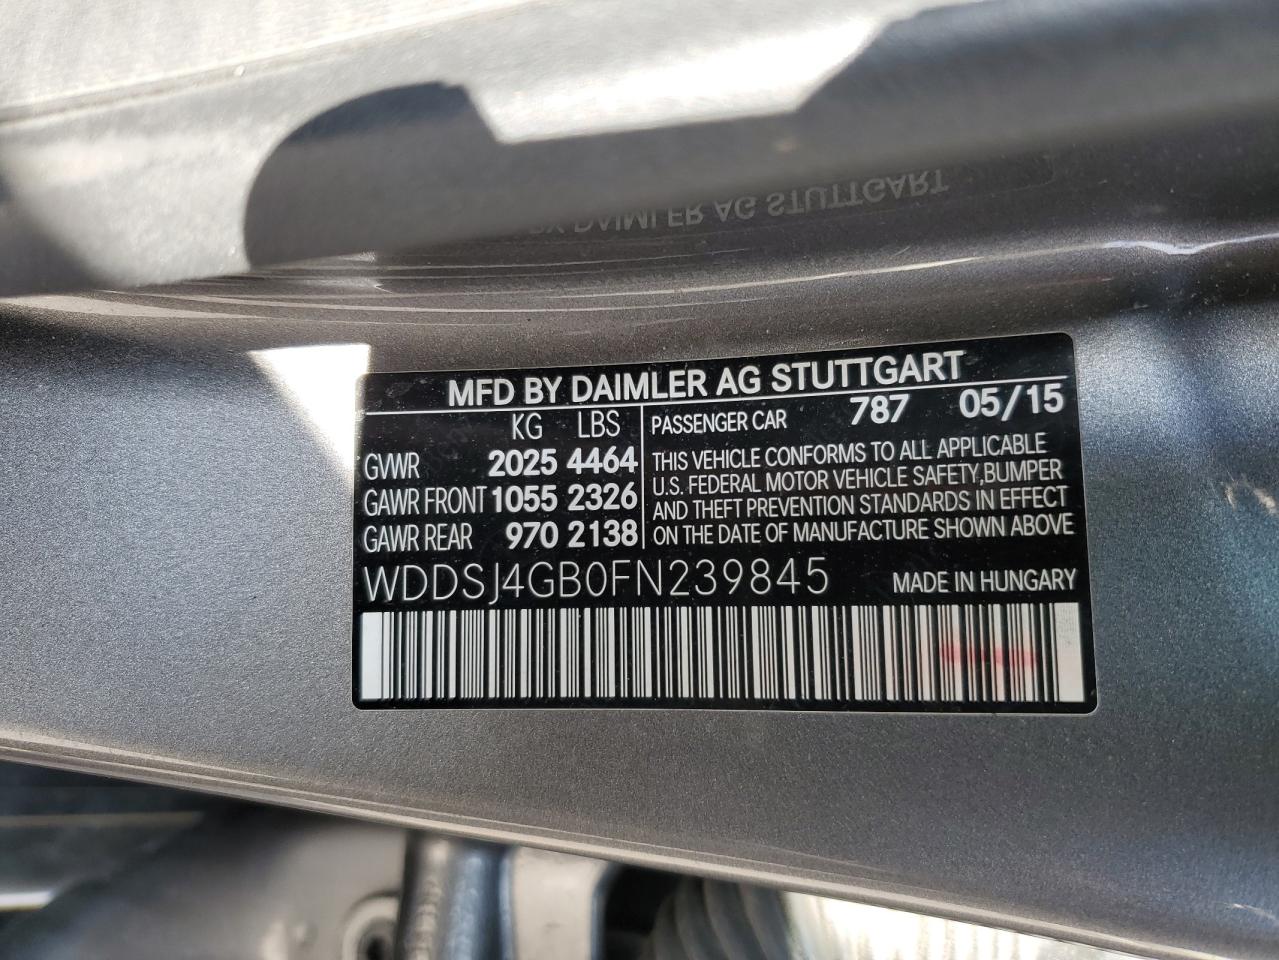 MFD BY DAIMLER AG STUTTGART
KG LBS
GVWR 2025 4464
GAWR FRONT 1055 2326
GAWR REAR 970 2138
PASSENGER CAR 787 05/15
THIS VEHICLE CONFORMS TO ALL APPLICABLE
U.S. FEDERAL MOTOR VEHICLE SAFETY,BUMPER
AND THEFT PREVENTION STANDARDS IN EFFECT
ON THE DATE OF MANUFACTURE SHOWN ABOVE
WDDSJ4GB0FN239845 MADE IN HUNGARY